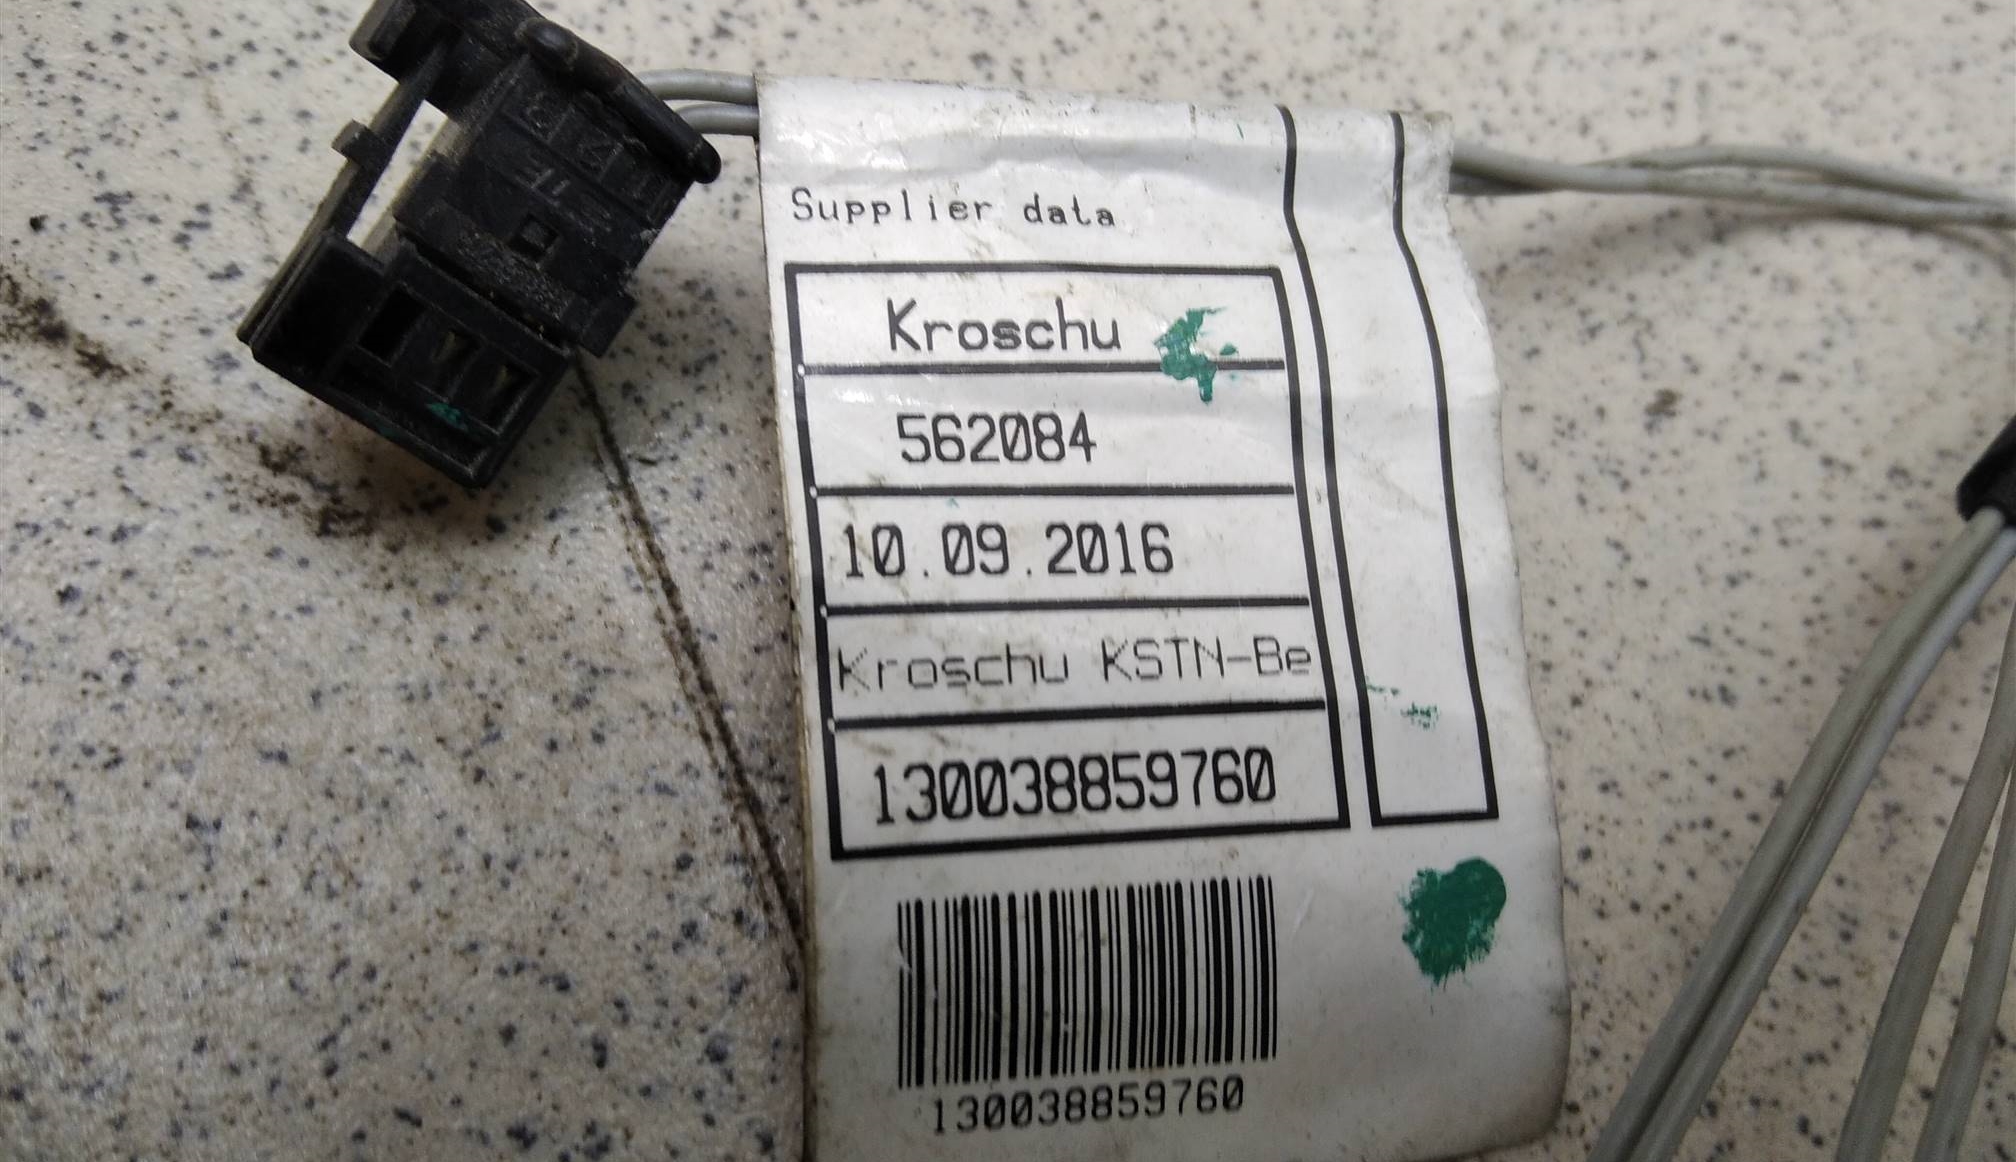 Supplier data
Kroschu
562084
10.09.2016
Kroschu KSTN-Be
130038859760
130038859760